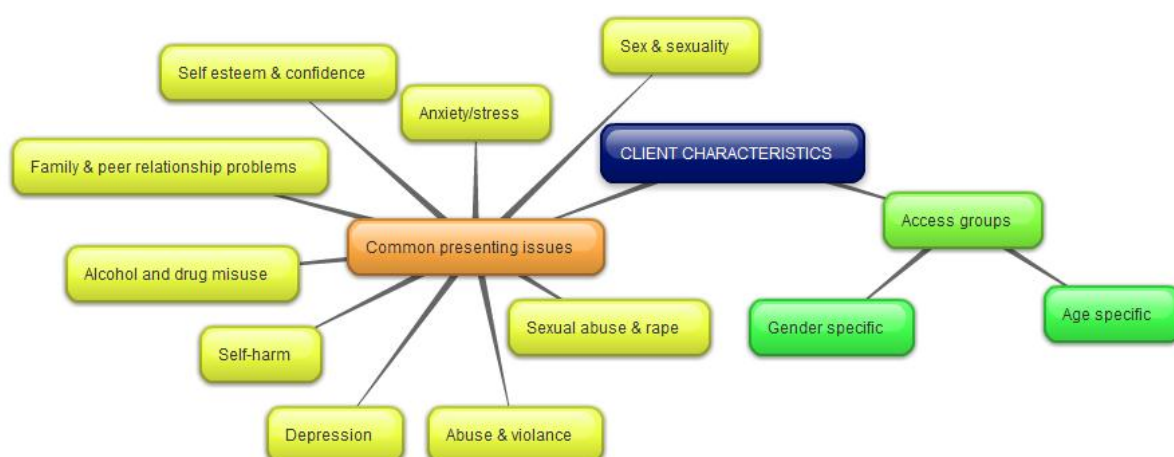 Sex & sexuality
Self esteem & confidence
Anxiety/stress
CLIENT CHARACTERISTICS
Family & peer relationship problems
Access groups
Common presenting issues
Alcohol and drug misuse
Sexual abuse & rape
Gender specific
Age specific
Self-harm
Depression
Abuse & violance